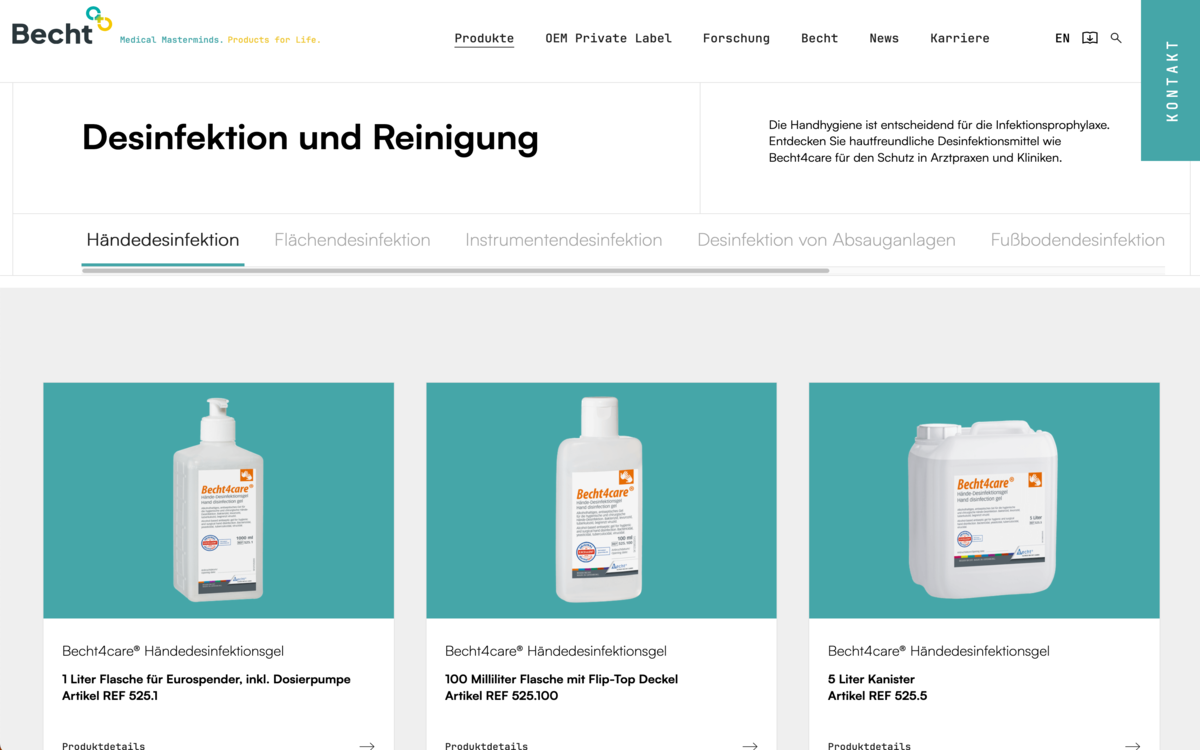 Becht
Medical Masterminds. Products for Life.
Produkte
OEM Private Label
Forschung
Becht
News
Karriere
EN
KONTAKT
Desinfektion und Reinigung
Die Handhygiene ist entscheidend für die Infektionsprophylaxe.
Entdecken Sie hautfreundliche Desinfektionsmittel wie
Becht4care für den Schutz in Arztpraxen und Kliniken.
Händedesinfektion
Flächendesinfektion
Instrumentendesinfektion
Desinfektion von Absauganlagen
Fußbodendesinfektion
Becht4care®
Hände-Desinfektionsgel
Hand disinfection gel
1000 ml
Becht4care®
Hände-Desinfektionsgel
Hand disinfection gel
100 ml
Becht4care®
Hände-Desinfektionsgel
Hand disinfection gel
1 Liter
Becht4care® Händedesinfektionsgel
1 Liter Flasche für Eurospender, inkl. Dosierpumpe
Artikel REF 525.1
Produktdetails
Becht4care® Händedesinfektionsgel
100 Milliliter Flasche mit Flip-Top Deckel
Artikel REF 525.100
Produktdetails
Becht4care® Händedesinfektionsgel
5 Liter Kanister
Artikel REF 525.5
Produktdetails